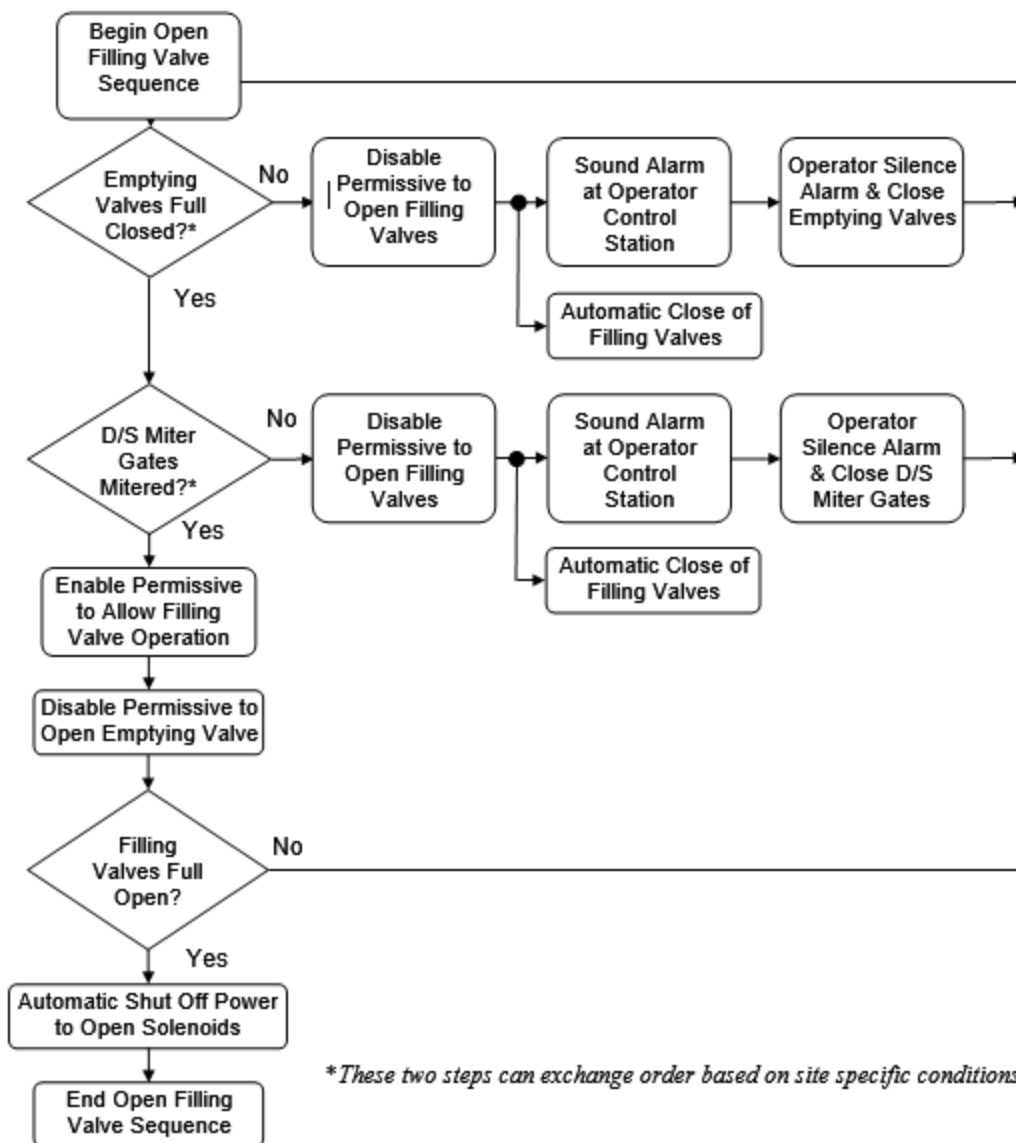 Begin Open
Filling Valve
Sequence
Emptying
Valves Full
Closed?*
No
Disable
Permissive to
Open Filling
Valves
Sound Alarm
at Operator
Control
Station
Operator Silence
Alarm & Close
Emptying Valves
Yes
Automatic Close of
Filling Valves
D/S Miter
Gates
Mitered?*
No
Disable
Permissive to
Open Filling
Valves
Sound Alarm
at Operator
Control
Station
Operator
Silence Alarm
& Close D/S
Miter Gates
Yes
Automatic Close of
Filling Valves
Enable Permissive
to Allow Filling
Valve Operation
Disable Permissive to
Open Emptying Valve
Filling
Valves Full
Open?
No
Yes
Automatic Shut Off Power
to Open Solenoids
*These two steps can exchange order based on site specific conditions
End Open Filling
Valve Sequence